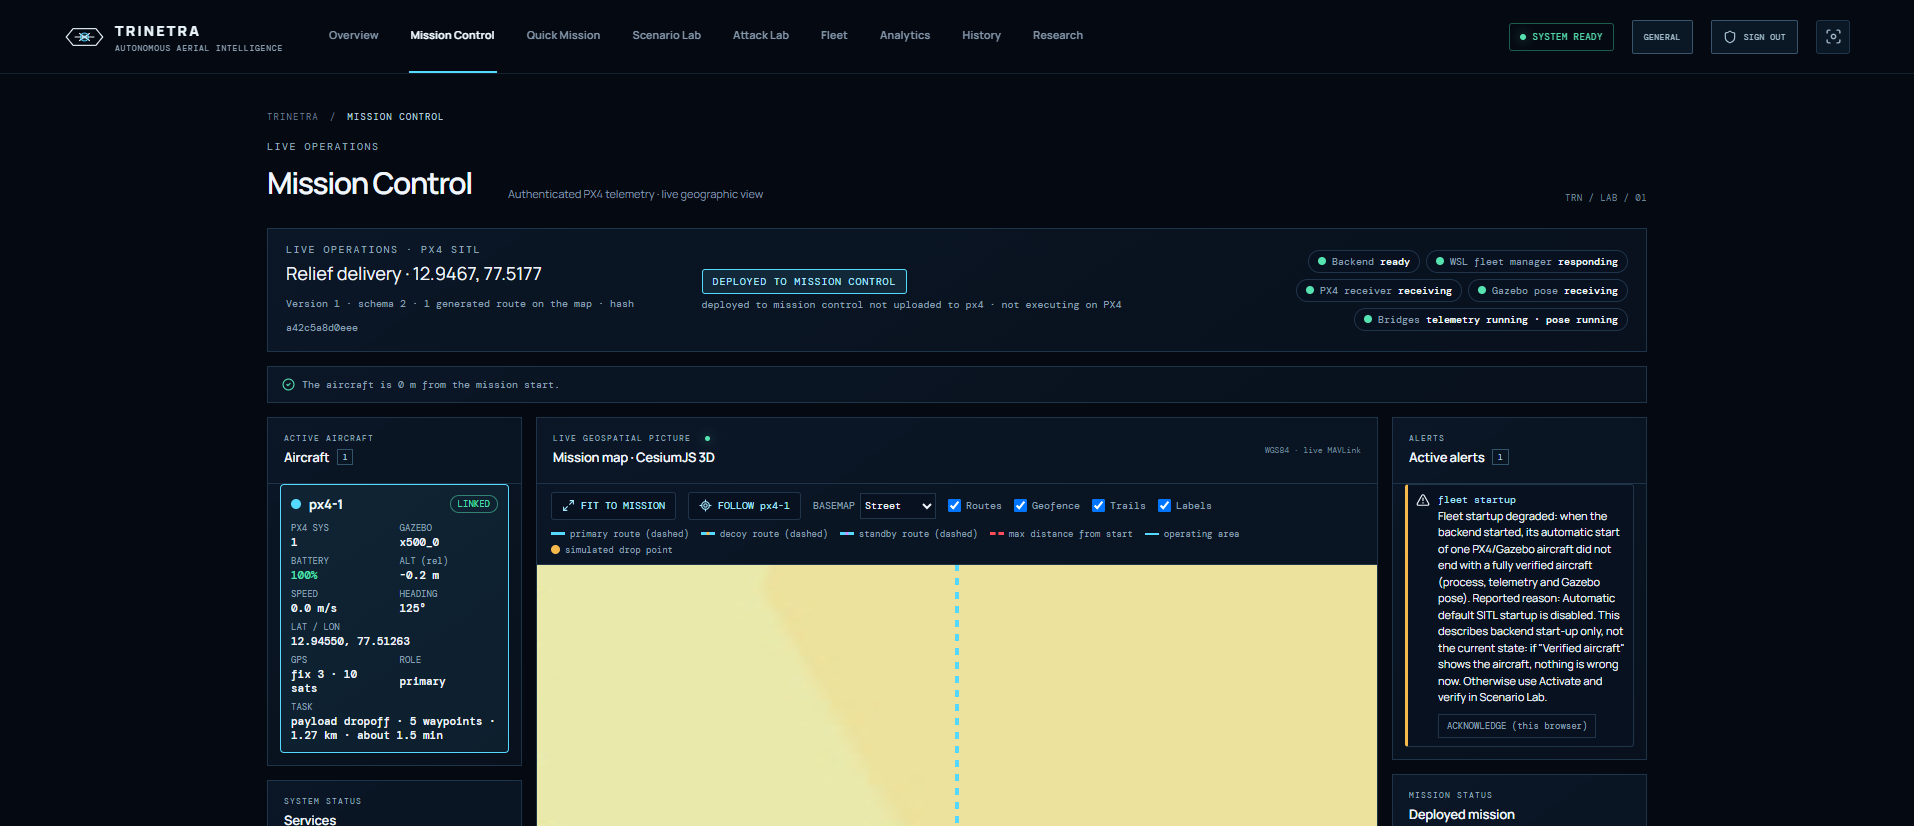 TRINETRA
AUTONOMOUS AERIAL INTELLIGENCE
Overview
Mission Control
Quick Mission
Scenario Lab
Attack Lab
Fleet
Analytics
History
Research
SYSTEM READY
GENERAL
SIGN OUT
TRINETRA / MISSION CONTROL
LIVE OPERATIONS
Mission Control
Authenticated PX4 telemetry · live geographic view
TRN / LAB / 01
LIVE OPERATIONS · PX4 SITL
Relief delivery · 12.9467, 77.5177
Version 1 · schema 2 · 1 generated route on the map · hash
a42c5a8d0eee
DEPLOYED TO MISSION CONTROL
deployed to mission control not uploaded to px4 · not executing on PX4
Backend ready
WSL fleet manager responding
PX4 receiver receiving
Gazebo pose receiving
Bridges telemetry running · pose running
The aircraft is 0 m from the mission start.
ACTIVE AIRCRAFT
Aircraft 1
px4-1
LINKED
PX4 SYS
1
GAZEBO
x500_0
BATTERY
100%
ALT (rel)
-0.2 m
SPEED
0.0 m/s
HEADING
125°
LAT / LON
12.94550, 77.51263
GPS
fix 3 · 10
sats
ROLE
primary
TASK
payload dropoff · 5 waypoints ·
1.27 km · about 1.5 min
SYSTEM STATUS
Services
LIVE GEOSPATIAL PICTURE
Mission map · CesiumJS 3D
WGS84 · live MAVLink
FIT TO MISSION
FOLLOW px4-1
BASEMAP
Street
Routes
Geofence
Trails
Labels
primary route (dashed)
decoy route (dashed)
standby route (dashed)
max distance from start
operating area
simulated drop point
ALERTS
Active alerts 1
fleet startup
Fleet startup degraded: when the
backend started, its automatic start
of one PX4/Gazebo aircraft did not
end with a fully verified aircraft
(process, telemetry and Gazebo
pose). Reported reason: Automatic
default SITL startup is disabled. This
describes backend start-up only, not
the current state: if "Verified aircraft"
shows the aircraft, nothing is wrong
now. Otherwise use Activate and
verify in Scenario Lab.
ACKNOWLEDGE (this browser)
MISSION STATUS
Deployed mission